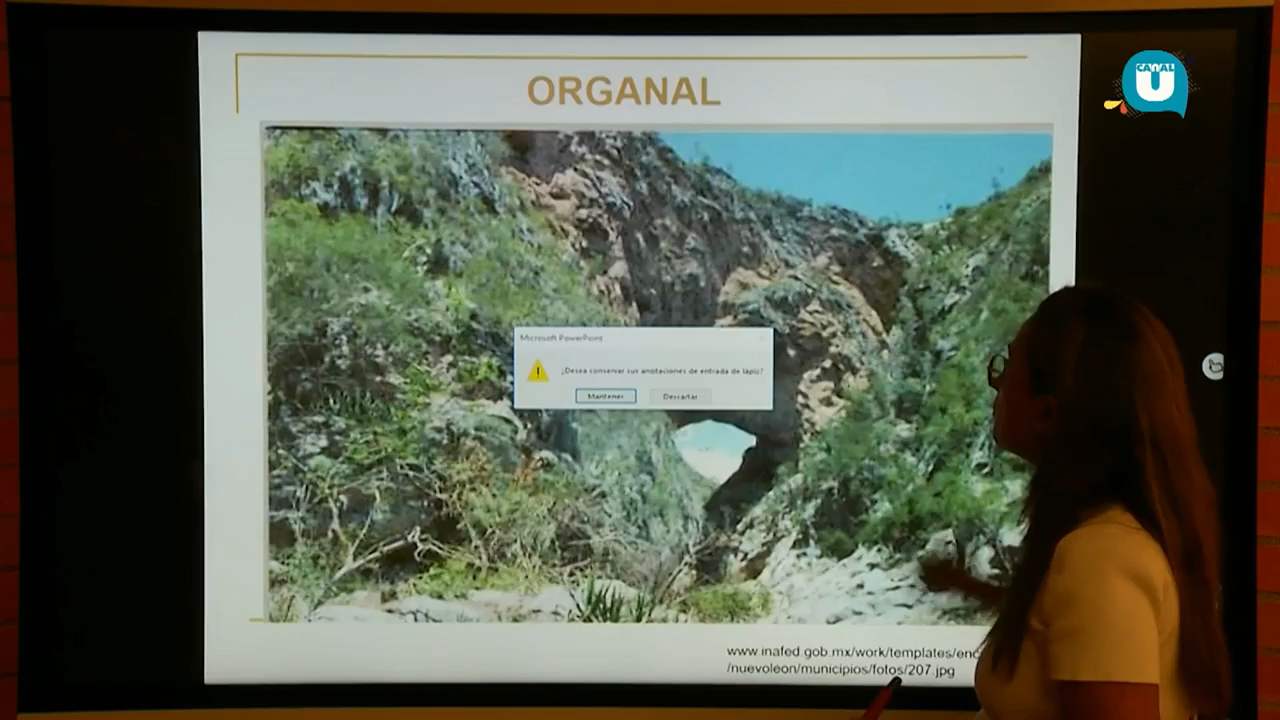 CANAL
U
ORGANAL
Microsoft PowerPoint
¿Desea conservar sus anotaciones de entrada de lápiz?
Mantener
Descartar
www.inafed.gob.mx/work/templates/enc
/nuevoleon/municipios/fotos/207.jpg